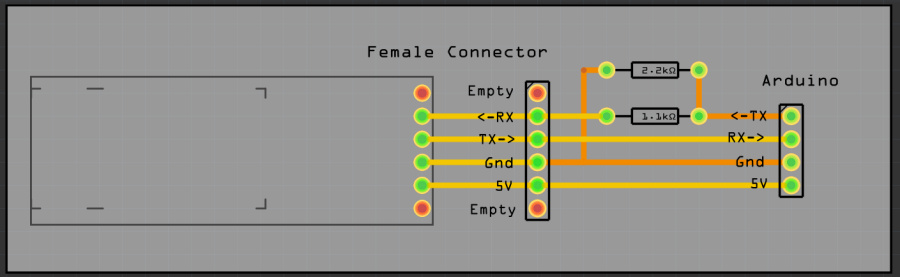 Female Connector
2.2kΩ
Arduino
Empty
<-RX
1.1kΩ
<-TX
TX->
RX->
Gnd
Gnd
5V
5V
Empty